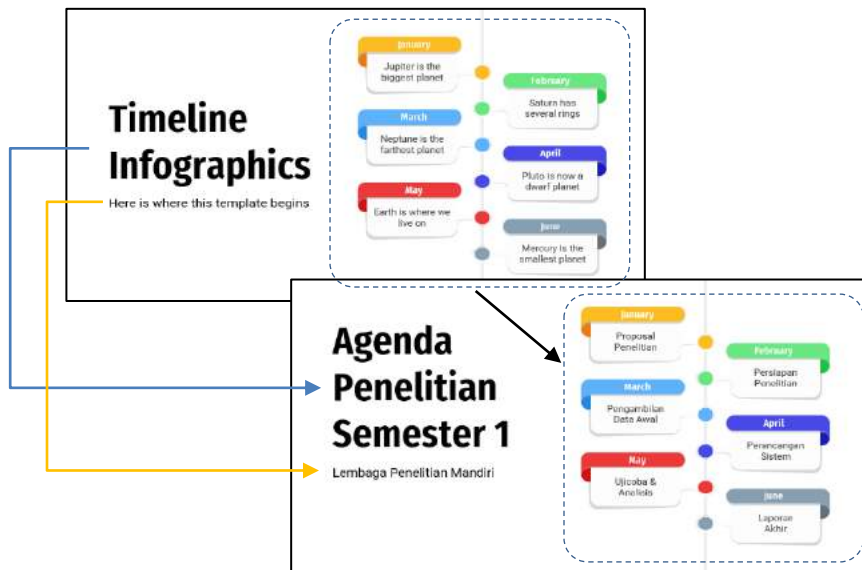 Timeline
Infographics
Here is where this template begins
January
Jupiter is the
biggest planet
February
Saturn has
several rings
March
Neptune is the
farthest planet
April
Pluto is now a
dwarf planet
May
Earth is where we
live on
June
Mercury is the
smallest planet
Agenda
Penelitian
Semester 1
Lembaga Penelitian Mandiri
January
Proposal
Penelitian
February
Persiapan
Penelitian
March
Pengambilan
Data Awal
April
Perancangan
Sistem
May
Ujicoba &
Analisis
June
Laporan
Akhir